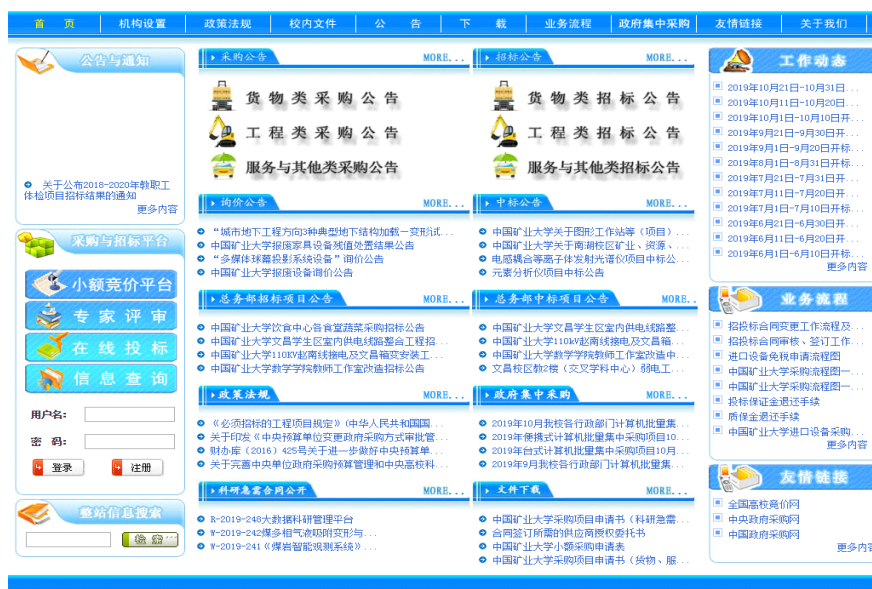 首 页 机构设置 政策法规 校内文件 公 告 下 载 业务流程 政府集中采购 友情链接 关于我们
公告与通知
关于公布2018-2020年教职工
体检项目招标结果的通知
更多内容
采购与招标平台
小额竞价平台
专 家 评 审
在 线 投 标
信 息 查 询
用户名:
密 码:
登录 注册
整站信息搜索
检 索
采购公告 MORE...
货 物 类 采 购 公 告
工 程 类 采 购 公 告
服务与其他类采购公告
询价公告 MORE...
“城市地下工程方向3种典型地下结构加载－变形试...
中国矿业大学报废家具设备残值处置结果公告
“多媒体球幕投影系统设备”询价公告
中国矿业大学报废设备询价公告
总务部招标项目公告 MORE...
中国矿业大学饮食中心各食堂蔬菜采购招标公告
中国矿业大学文昌学生区室内供电线路整合工程招...
中国矿业大学110KV赵南线接电及文昌箱变安装工...
中国矿业大学数学学院教师工作室改造招标公告
政策法规 MORE...
《必须招标的工程项目规定》(中华人民共和国国...
关于印发《中央预算单位变更政府采购方式审批管...
财办库（2016）425号关于进一步做好中央预算单...
关于完善中央单位政府采购预算管理和中央高校科...
科研急需合同公开 MORE...
R-2019-248大数据科研管理平台
W-2019-242煤多相气液吸附变形与...
W-2019-241《煤岩智能观测系统》...
招标公告 MORE...
货 物 类 招 标 公 告
工 程 类 招 标 公 告
服务与其他类招标公告
中标公告 MORE...
中国矿业大学关于图形工作站等（项目）...
中国矿业大学关于南湖校区矿业、资源、...
电感耦合等离子体发射光谱仪项目中标公...
元素分析仪项目中标公告
总务部中标项目公告 MORE..
中国矿业大学文昌学生区室内供电线路整...
中国矿业大学110kV赵南线接电及文昌箱...
中国矿业大学数学学院教师工作室改造中...
文昌校区教2楼（交叉学科中心）弱电工...
政府集中采购 MORE...
2019年10月我校各行政部门计算机批量集...
2019年便携式计算机批量集中采购项目10...
2019年台式计算机批量集中采购项目10月...
2019年9月我校各行政部门计算机批量集...
文件下载 MORE...
中国矿业大学采购项目申请书（科研急需...
合同签订所需的供应商授权委托书
中国矿业大学小额采购申请表
中国矿业大学采购项目申请书（货物、服...
工作动态
2019年10月21日-10月31日...
2019年10月11日-10月20日...
2019年10月1日-10月10日开...
2019年9月21日-9月30日开...
2019年9月1日-9月20日开标...
2019年8月1日-8月31日开标...
2019年7月21日-7月31日开...
2019年7月11日-7月20日开...
2019年7月1日-7月10日开标...
2019年6月21日-6月30日开...
2019年6月11日-6月20日开...
2019年6月1日-6月10日开标...
更多内容
业务流程
招投标合同变更工作流程及...
招投标合同审核、签订工作...
进口设备免税申请流程图
中国矿业大学采购流程图一...
中国矿业大学采购流程图一...
投标保证金退还手续
质保金退还手续
中国矿业大学进口设备采购...
更多内容
友情链接
全国高校竞价网
中央政府采购网
中国政府采购网
更多内容